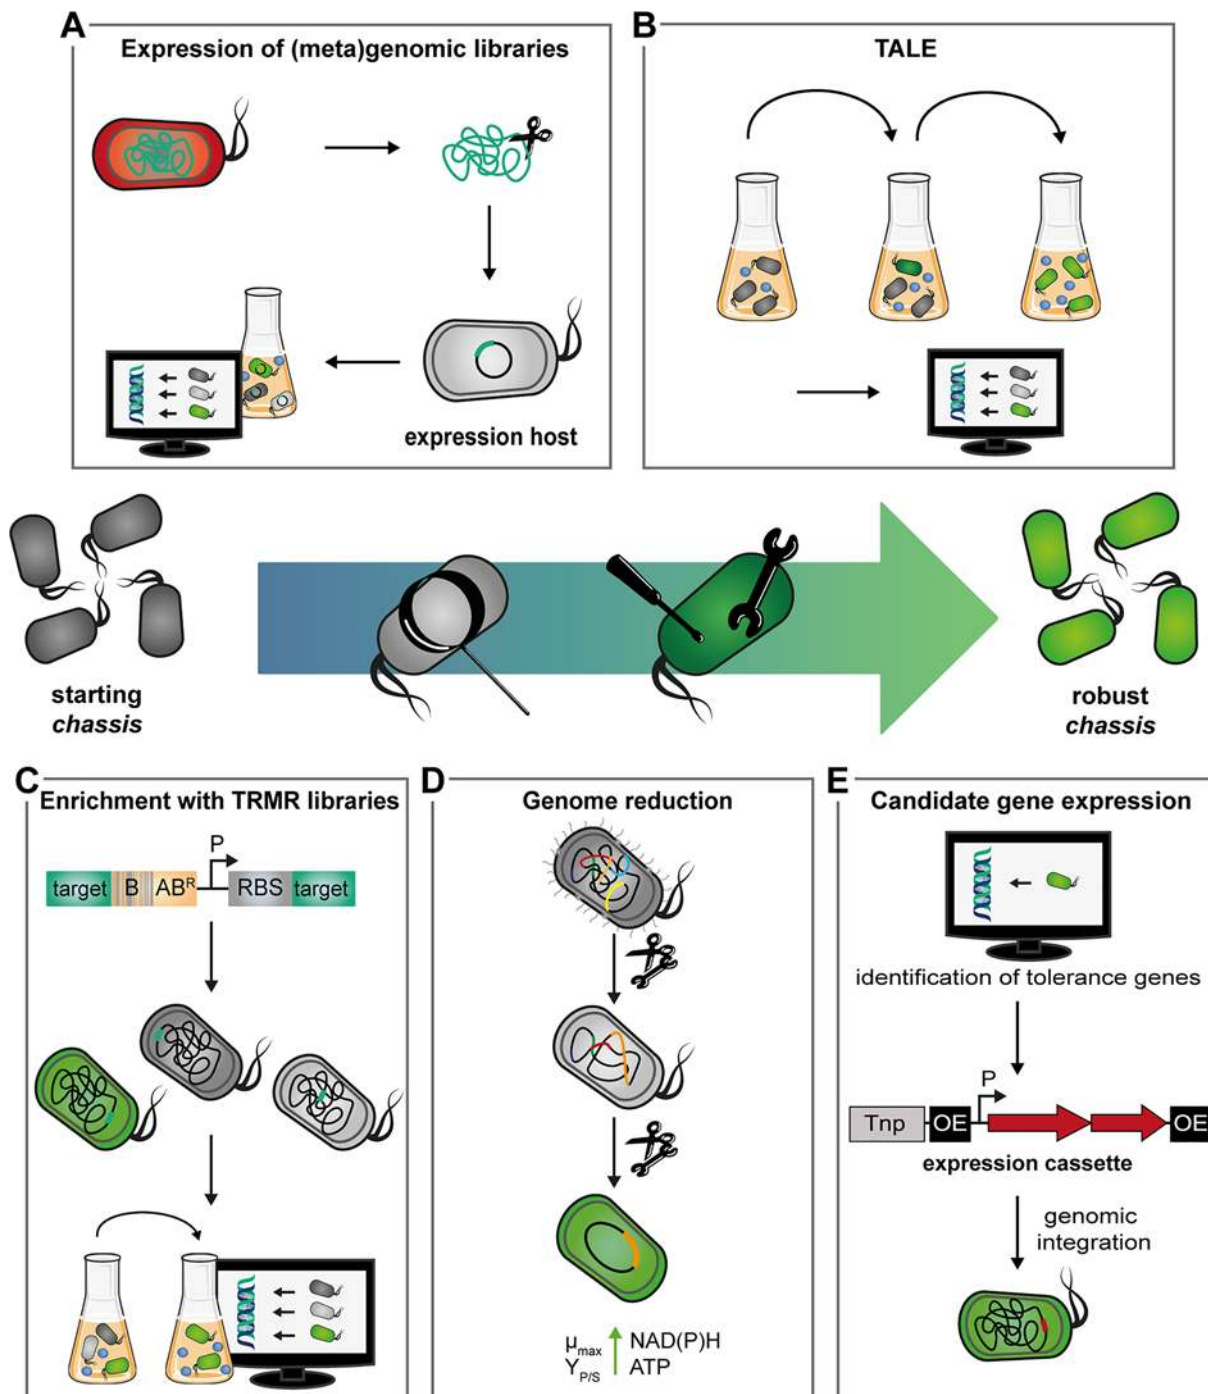 A
Expression of (meta)genomic libraries
expression host
B
TALE
starting
chassis
robust
chassis
C
Enrichment with TRMR libraries
P
target B ABᴿ RBS target
D
Genome reduction
μmax NAD(P)H
YP/S ATP
E
Candidate gene expression
identification of tolerance genes
P
Tnp OE OE
expression cassette
genomic
integration